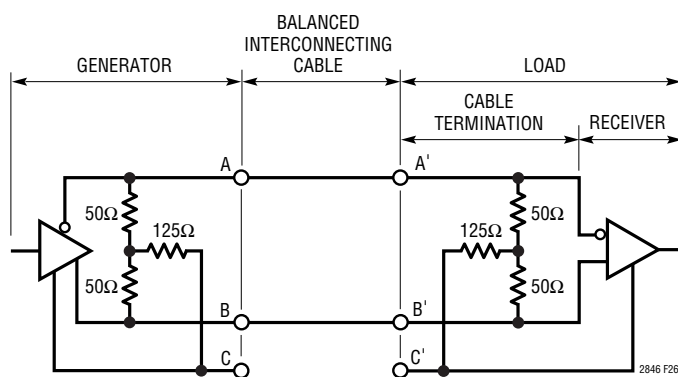 BALANCED
INTERCONNECTING
CABLE
GENERATOR
LOAD
CABLE
TERMINATION
RECEIVER
A
A'
50Ω
125Ω
50Ω
B
C
125Ω
50Ω
50Ω
B'
C'
2846 F26